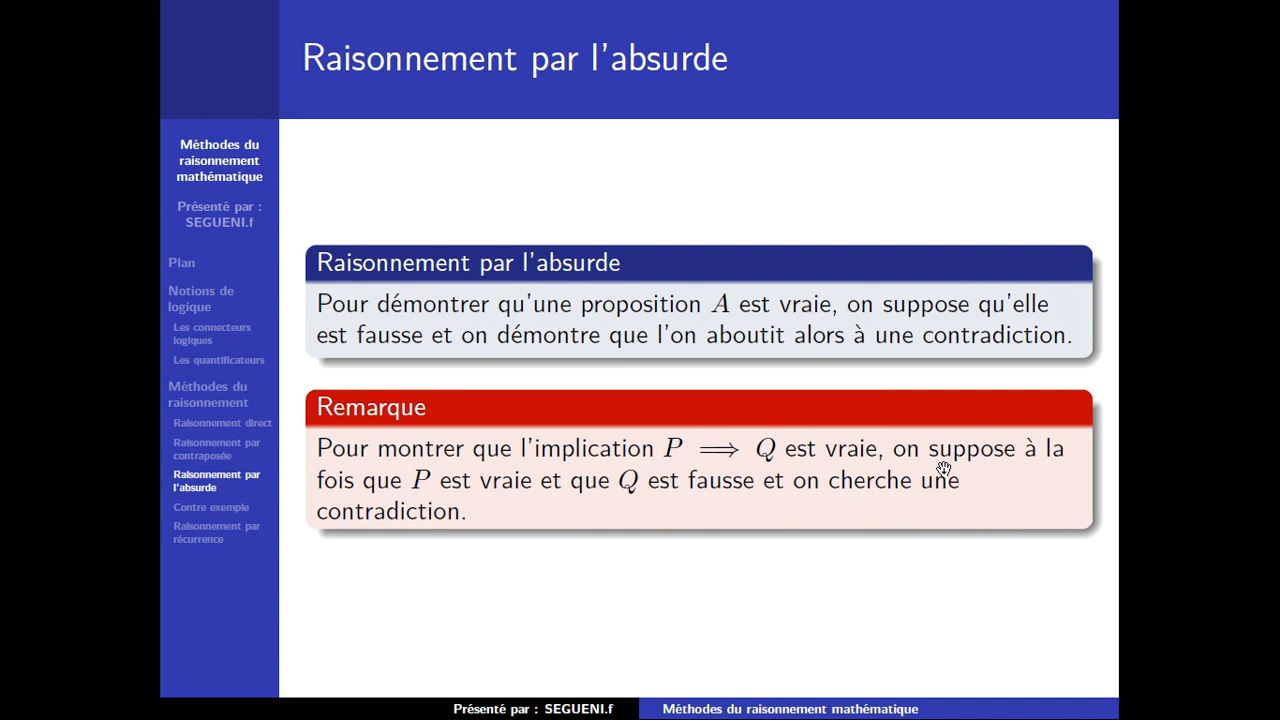 Raisonnement par l'absurde
Méthodes du
raisonnement
mathématique
Présenté par :
SEGUENI.f
Plan
Notions de
logique
Les connecteurs
logiques
Les quantificateurs
Méthodes du
raisonnement
Raisonnement direct
Raisonnement par
contraposée
Raisonnement par
l'absurde
Contre exemple
Raisonnement par
récurrence
Raisonnement par l'absurde
Pour démontrer qu'une proposition A est vraie, on suppose qu'elle
est fausse et on démontre que l'on aboutit alors à une contradiction.
Remarque
Pour montrer que l'implication P ⟹ Q est vraie, on suppose à la
fois que P est vraie et que Q est fausse et on cherche une
contradiction.
Présenté par : SEGUENI.f Méthodes du raisonnement mathématique